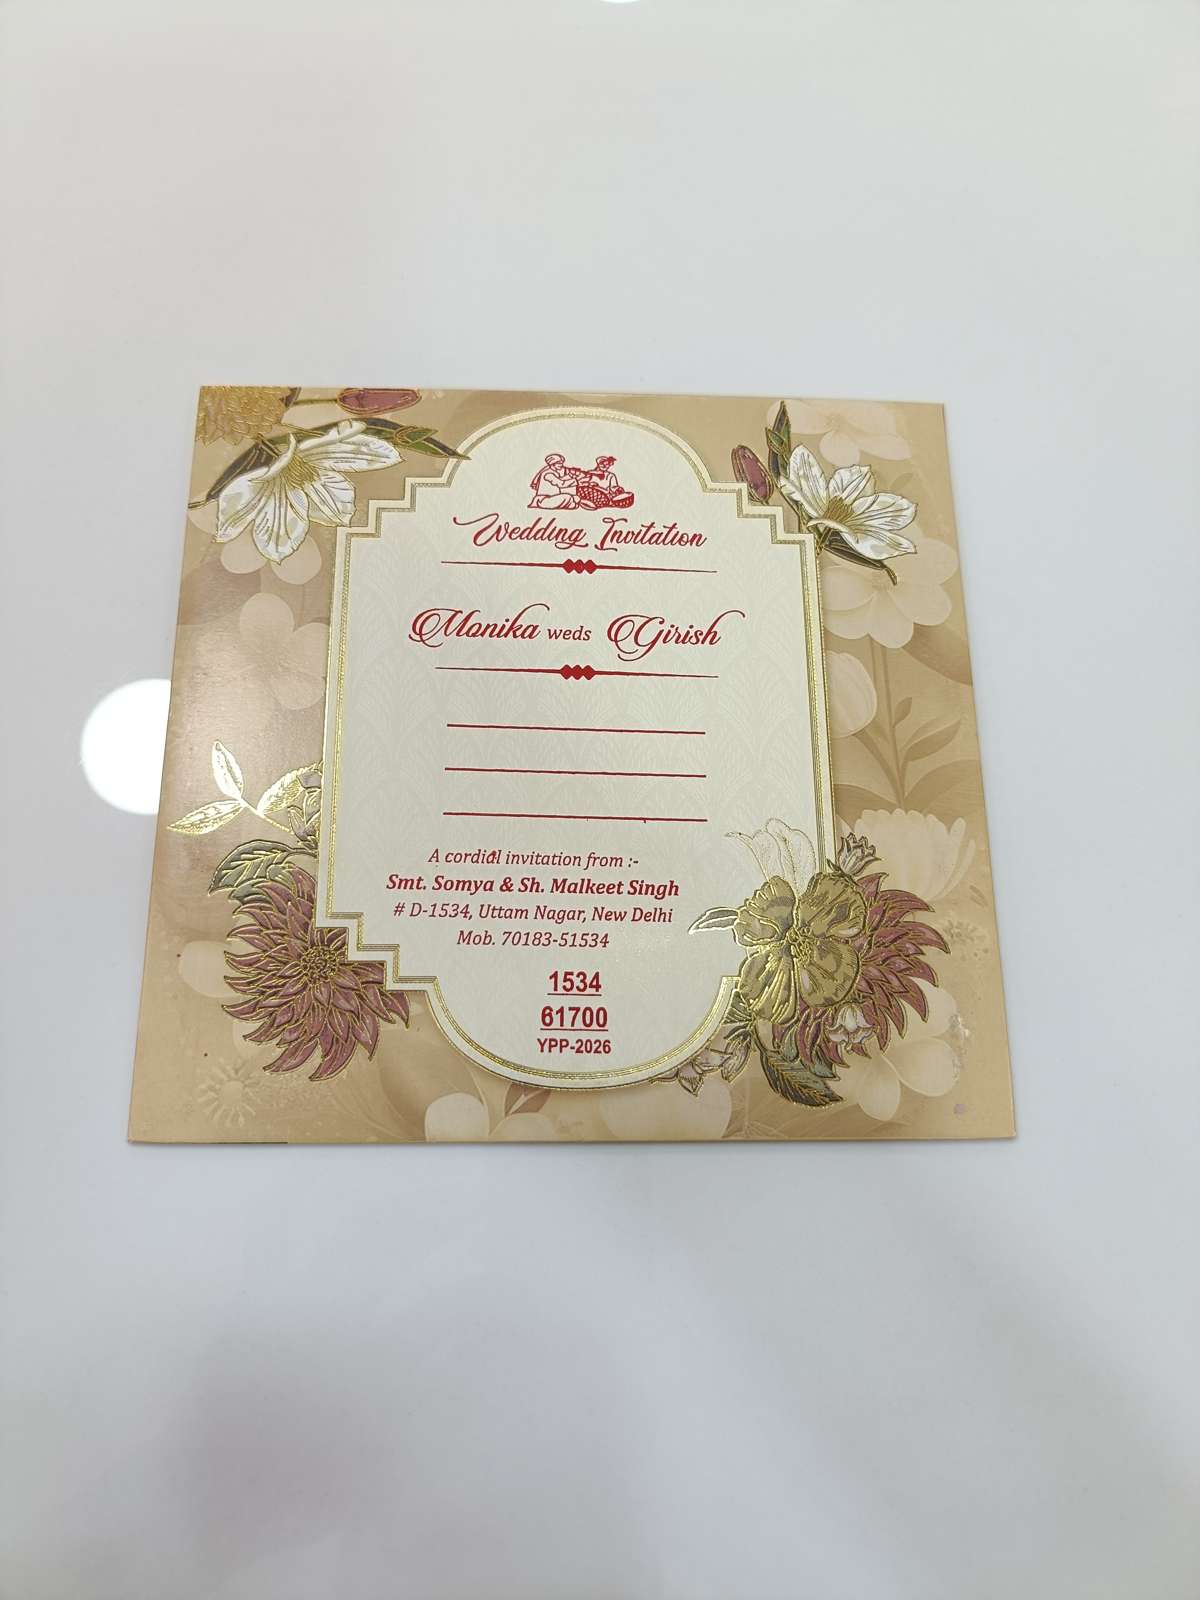 Wedding Invitation
Monika weds Girish
A cordial invitation from :-
Smt. Somya & Sh. Malkeet Singh
# D-1534, Uttam Nagar, New Delhi
Mob. 70183-51534
1534
61700
YPP-2026